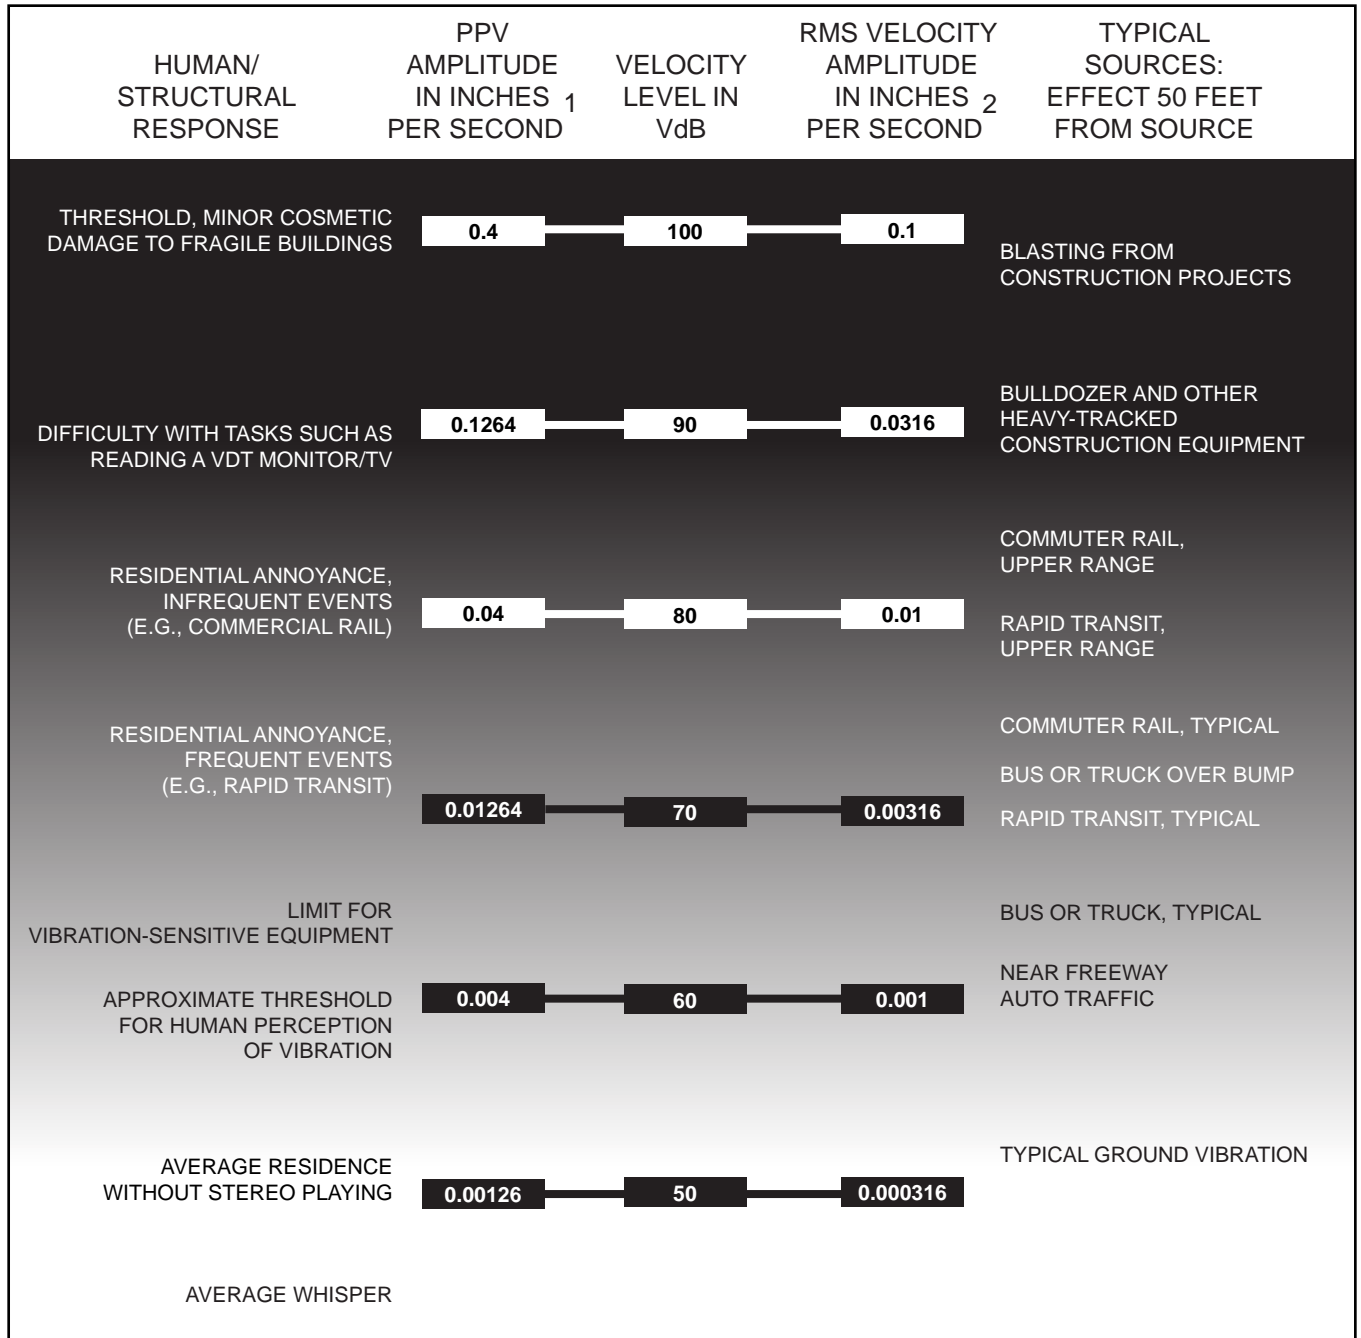 HUMAN/
STRUCTURAL
RESPONSE
PPV
AMPLITUDE
IN INCHES 1
PER SECOND
VELOCITY
LEVEL IN
VdB
RMS VELOCITY
AMPLITUDE
IN INCHES 2
PER SECOND
TYPICAL
SOURCES:
EFFECT 50 FEET
FROM SOURCE
THRESHOLD, MINOR COSMETIC
DAMAGE TO FRAGILE BUILDINGS
0.4 100 0.1
BLASTING FROM
CONSTRUCTION PROJECTS
DIFFICULTY WITH TASKS SUCH AS
READING A VDT MONITOR/TV
0.1264 90 0.0316
BULLDOZER AND OTHER
HEAVY-TRACKED
CONSTRUCTION EQUIPMENT
COMMUTER RAIL,
UPPER RANGE
RESIDENTIAL ANNOYANCE,
INFREQUENT EVENTS
(E.G., COMMERCIAL RAIL)
0.04 80 0.01
RAPID TRANSIT,
UPPER RANGE
RESIDENTIAL ANNOYANCE,
FREQUENT EVENTS
(E.G., RAPID TRANSIT)
COMMUTER RAIL, TYPICAL
BUS OR TRUCK OVER BUMP
0.01264 70 0.00316
RAPID TRANSIT, TYPICAL
LIMIT FOR
VIBRATION-SENSITIVE EQUIPMENT
BUS OR TRUCK, TYPICAL
APPROXIMATE THRESHOLD
FOR HUMAN PERCEPTION
OF VIBRATION
0.004 60 0.001
NEAR FREEWAY
AUTO TRAFFIC
TYPICAL GROUND VIBRATION
AVERAGE RESIDENCE
WITHOUT STEREO PLAYING
0.00126 50 0.000316
AVERAGE WHISPER